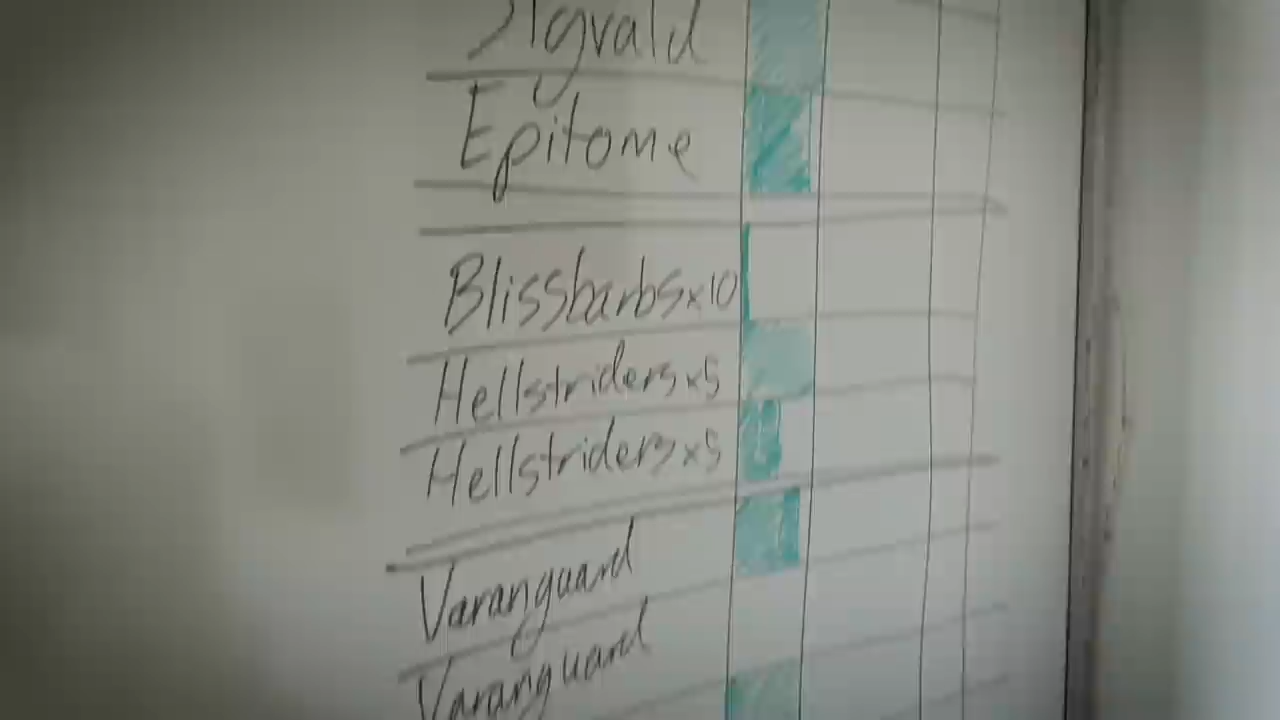 Sigvald
Epitome
Blissbarbs x10
Hellstriders x5
Hellstriders x5
Varanguard
Varanguard